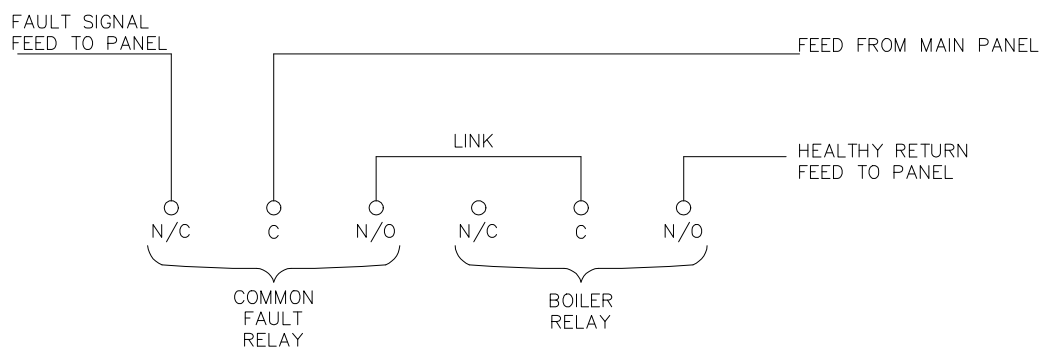 FAULT SIGNAL
FEED TO PANEL
FEED FROM MAIN PANEL
LINK
HEALTHY RETURN
FEED TO PANEL
N/C
C
N/O
N/C
C
N/O
COMMON
FAULT
RELAY
BOILER
RELAY